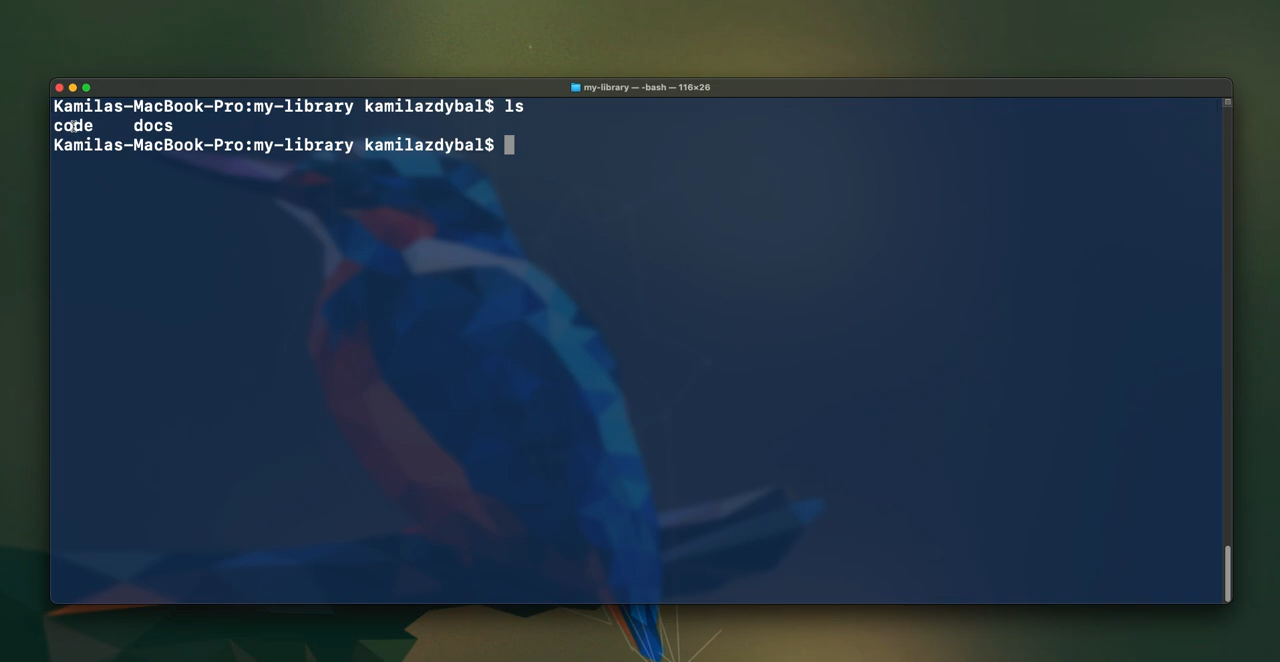 my-library — -bash — 116×26
Kamilas-MacBook-Pro:my-library kamilazdybal$ ls
code    docs
Kamilas-MacBook-Pro:my-library kamilazdybal$